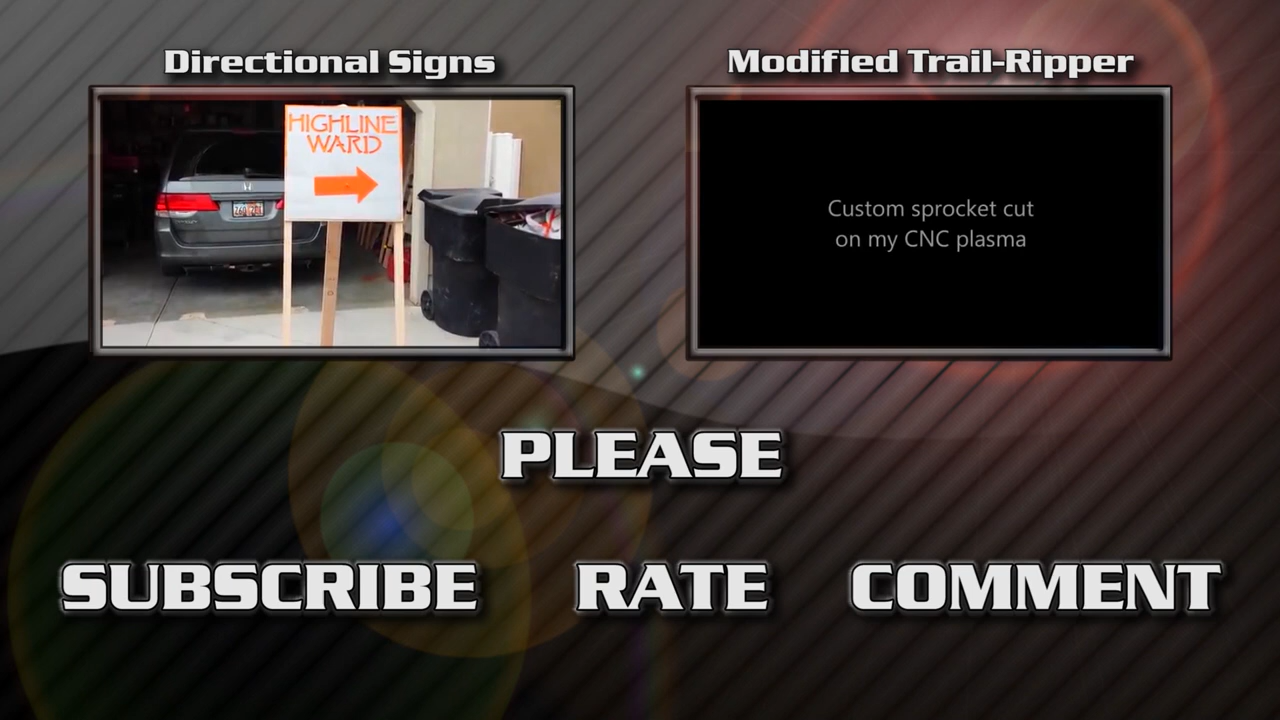 Directional Signs
Modified Trail-Ripper
HIGHLINE
WARD
Custom sprocket cut
on my CNC plasma
PLEASE
SUBSCRIBE RATE COMMENT